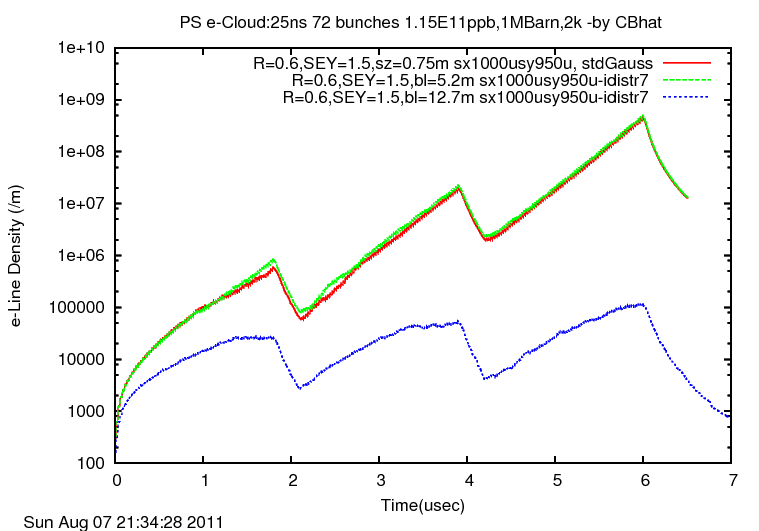 PS e-Cloud:25ns 72 bunches 1.15E11ppb,1MBarn,2k -by CBhat
1e+10
1e+09
1e+08
1e+07
1e+06
100000
10000
1000
100
e-Line Density (/m)
R=0.6,SEY=1.5,sz=0.75m sx1000usy950u, stdGauss
R=0.6,SEY=1.5,bl=5.2m sx1000usy950u-idistr7
R=0.6,SEY=1.5,bl=12.7m sx1000usy950u-idistr7
0 1 2 3 4 5 6 7
Time(usec)
Sun Aug 07 21:34:28 2011